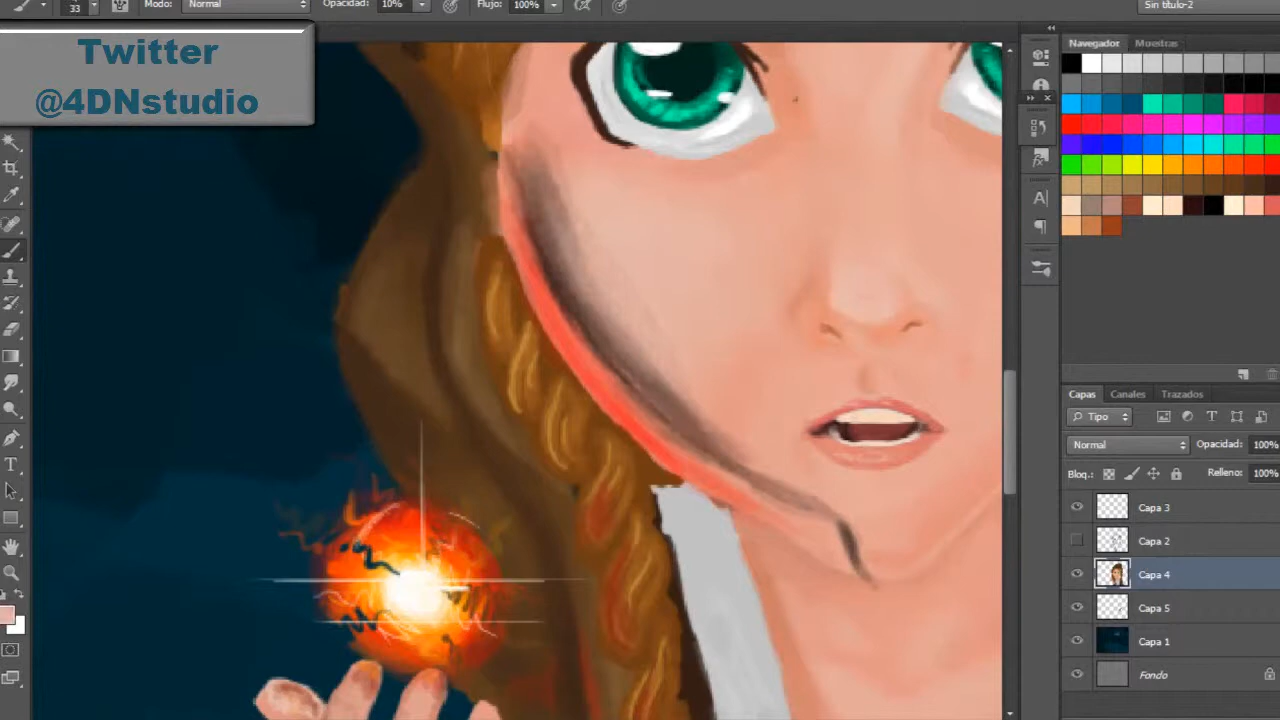 33
Modo:
Normal
Opacidad:
10%
Flujo:
100%
Sin título-2
Twitter
@4DNstudio
Navegador
Muestras
Capas
Canales
Trazados
Tipo
Normal
Opacidad:
100%
Bloq.:
Relleno:
100%
Capa 3
Capa 2
Capa 4
Capa 5
Capa 1
Fondo